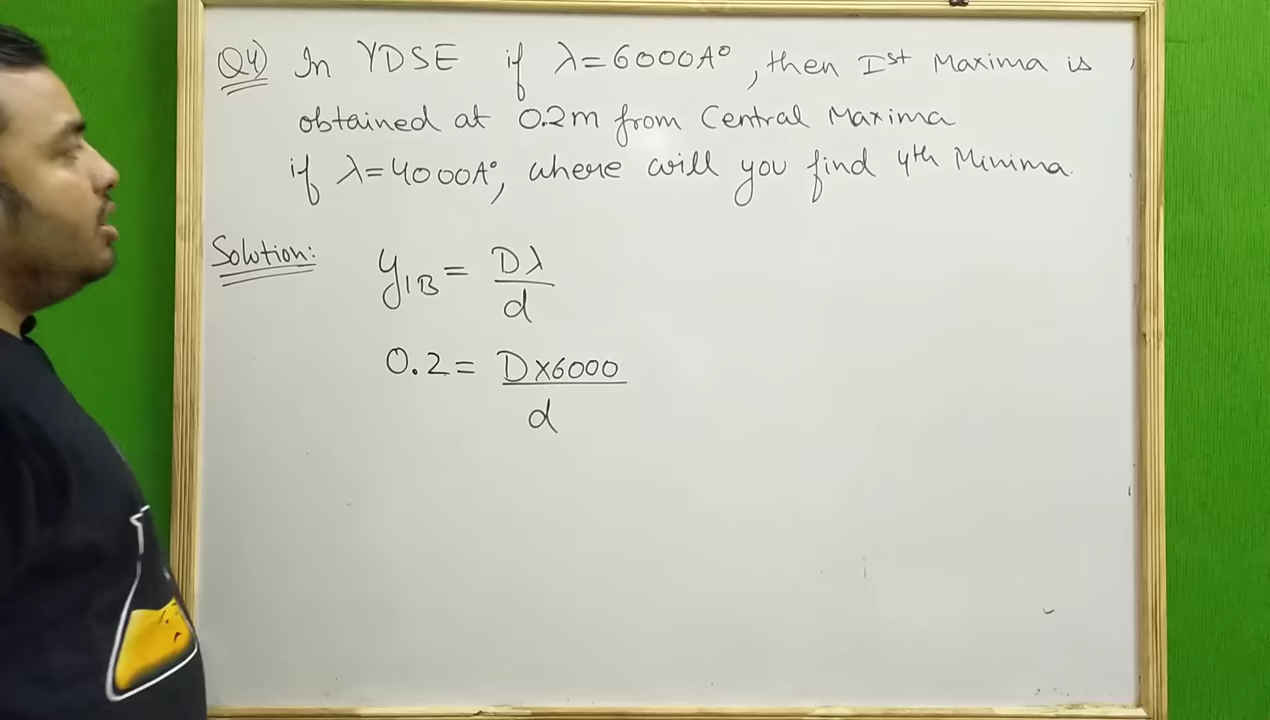 Q4) In YDSE if λ=6000A°, then Ist Maxima is
obtained at 0.2m from Central Maxima
if λ=4000A°, where will you find 4th Minima.
Solution: y1B = Dλ/d
0.2 = D×6000/d